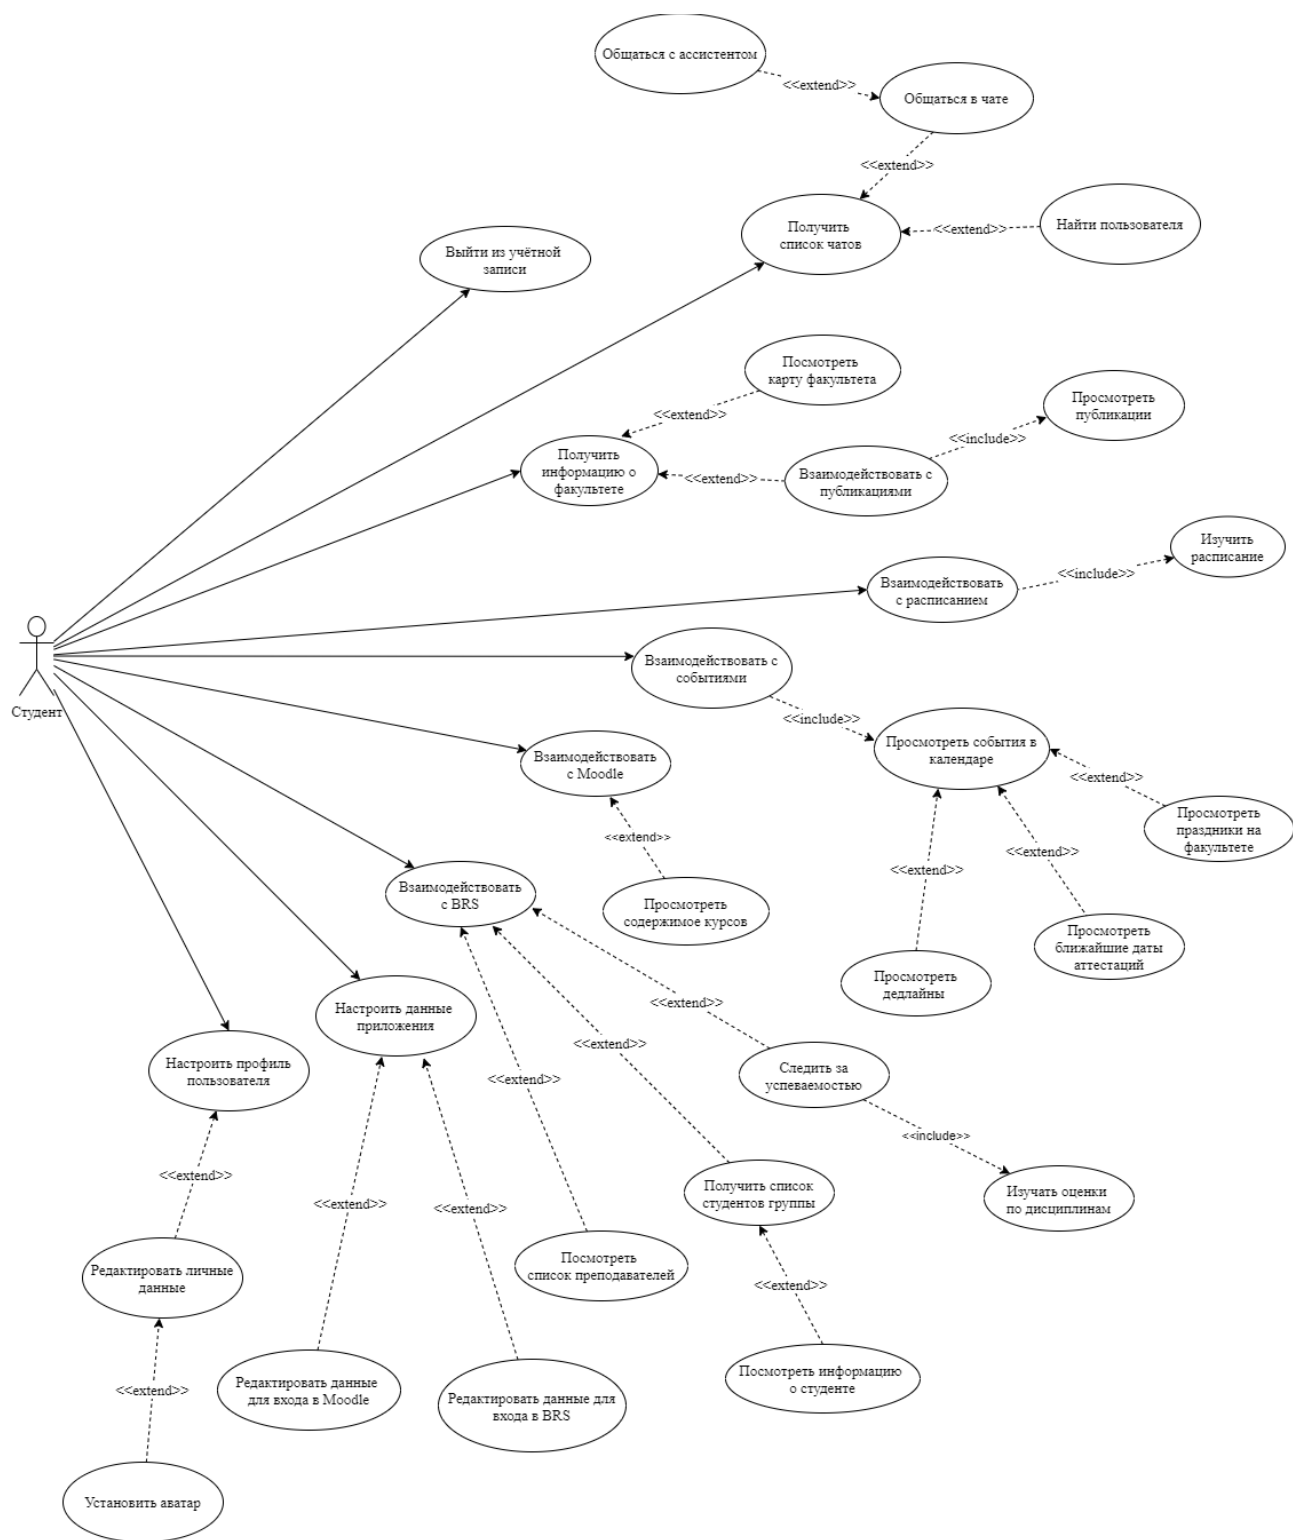 Общаться с ассистентом
<<extend>>
Общаться в чате
<<extend>>
Получить
список чатов
<<extend>>
Найти пользователя
Выйти из учётной
записи
Посмотреть
карту факультета
<<extend>>
Просмотреть
публикации
<<include>>
Получить
информацию о
факультете
<<extend>>
Взаимодействовать с
публикациями
Изучить
расписание
<<include>>
Взаимодействовать
с расписанием
Студент
Взаимодействовать с
событиями
<<include>>
Просмотреть события в
календаре
Взаимодействовать
с Moodle
<<extend>>
Просмотреть
праздники на
факультете
<<extend>>
<<extend>>
<<extend>>
Взаимодействовать
с BRS
Просмотреть
содержимое курсов
Просмотреть
ближайшие даты
аттестаций
Просмотреть
дедлайны
Настроить данные
приложения
<<extend>>
<<extend>>
Настроить профиль
пользователя
<<extend>>
Следить за
успеваемостью
<<include>>
<<extend>>
<<extend>>
<<extend>>
Получить список
студентов группы
Изучать оценки
по дисциплинам
Редактировать личные
данные
Посмотреть
список преподавателей
<<extend>>
<<extend>>
Редактировать данные
для входа в Moodle
Редактировать данные для
входа в BRS
Посмотреть информацию
о студенте
Установить аватар